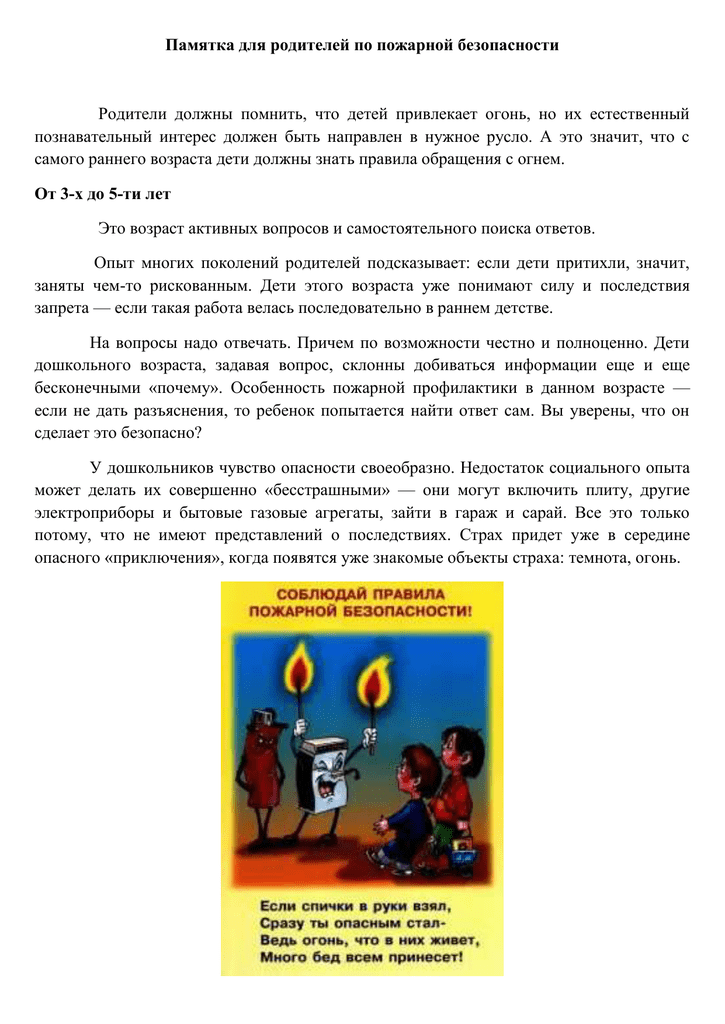 Памятка для родителей по пожарной безопасности
Родители должны помнить, что детей привлекает огонь, но их естественный
познавательный интерес должен быть направлен в нужное русло. А это значит, что с
самого раннего возраста дети должны знать правила обращения с огнем.
От 3-х до 5-ти лет
Это возраст активных вопросов и самостоятельного поиска ответов.
Опыт многих поколений родителей подсказывает: если дети притихли, значит,
заняты чем-то рискованным. Дети этого возраста уже понимают силу и последствия
запрета — если такая работа велась последовательно в раннем детстве.
На вопросы надо отвечать. Причем по возможности честно и полноценно. Дети
дошкольного возраста, задавая вопрос, склонны добиваться информации еще и еще
бесконечными «почему». Особенность пожарной профилактики в данном возрасте —
если не дать разъяснения, то ребенок попытается найти ответ сам. Вы уверены, что он
сделает это безопасно?
У дошкольников чувство опасности своеобразно. Недостаток социального опыта
может делать их совершенно «бесстрашными» — они могут включить плиту, другие
электроприборы и бытовые газовые агрегаты, зайти в гараж и сарай. Все это только
потому, что не имеют представлений о последствиях. Страх придет уже в середине
опасного «приключения», когда появятся уже знакомые объекты страха: темнота, огонь.
СОБЛЮДАЙ ПРАВИЛА
ПОЖАРНОЙ БЕЗОПАСНОСТИ!
Если спички в руки взял,
Сразу ты опасным стал-
Ведь огонь, что в них живет,
Много бед всем принесет!